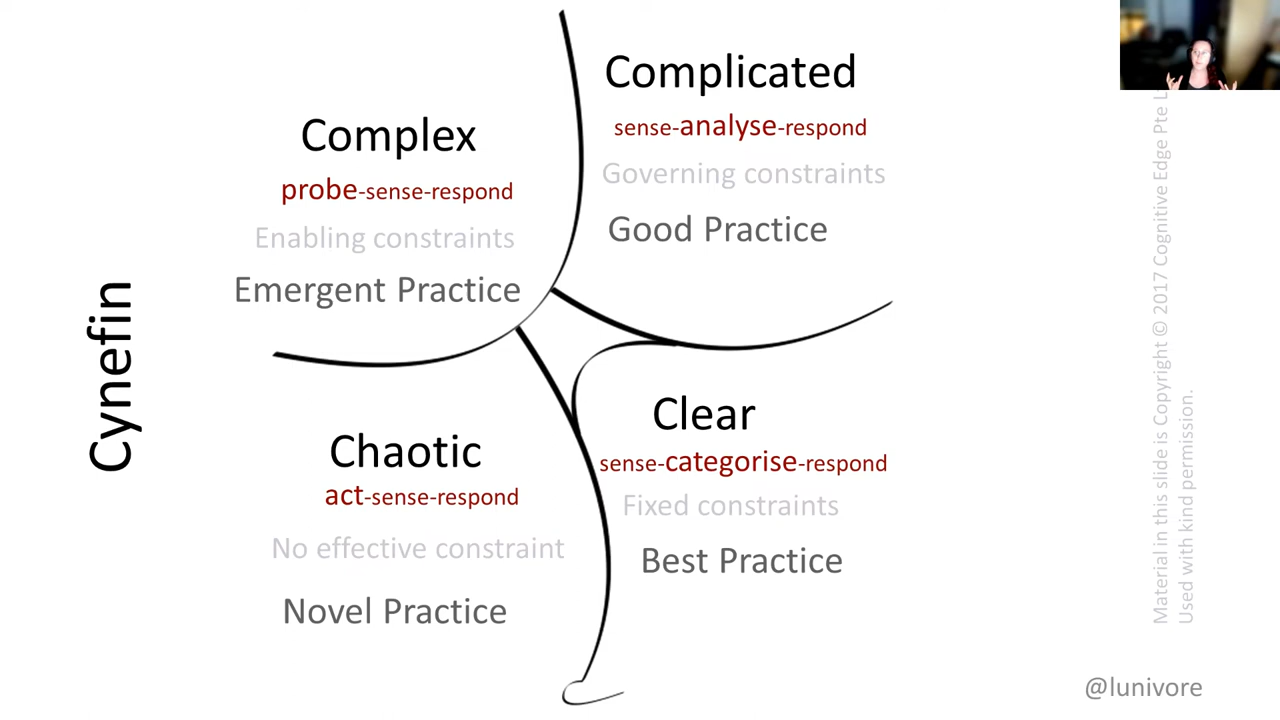 Cynefin
Complex
probe-sense-respond
Enabling constraints
Emergent Practice
Complicated
sense-analyse-respond
Governing constraints
Good Practice
Chaotic
act-sense-respond
No effective constraint
Novel Practice
Clear
sense-categorise-respond
Fixed constraints
Best Practice
Material in this slide is Copyright © 2017 Cognitive Edge Pte
Used with kind permission.
@lunivore